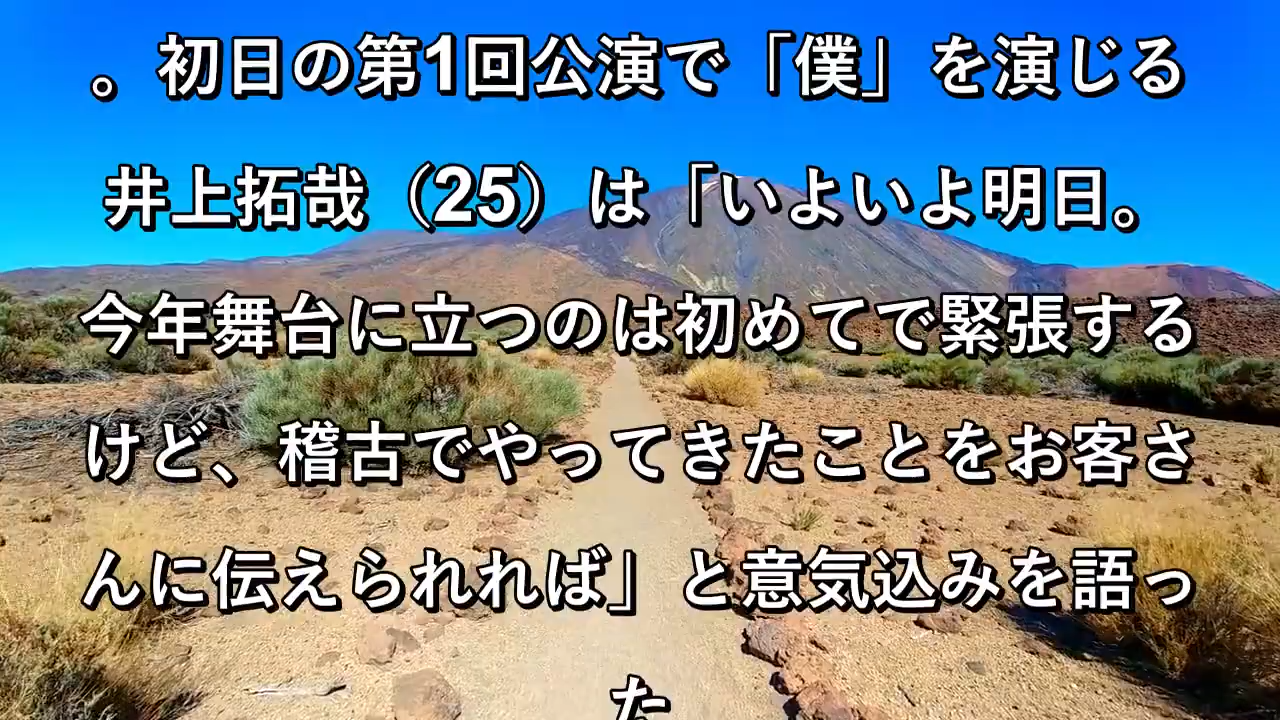 。初日の第1回公演で「僕」を演じる
井上拓哉（25）は「いよいよ明日。
今年舞台に立つのは初めてで緊張する
けど、稽古でやってきたことをお客さ
んに伝えられれば」と意気込みを語っ
た